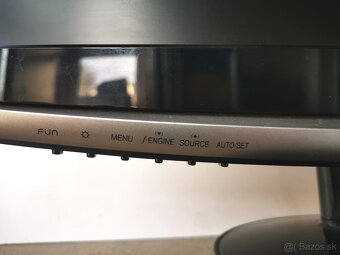 FUN MENU ƒ-ENGINE SOURCE AUTO/SET
© Bazos.sk